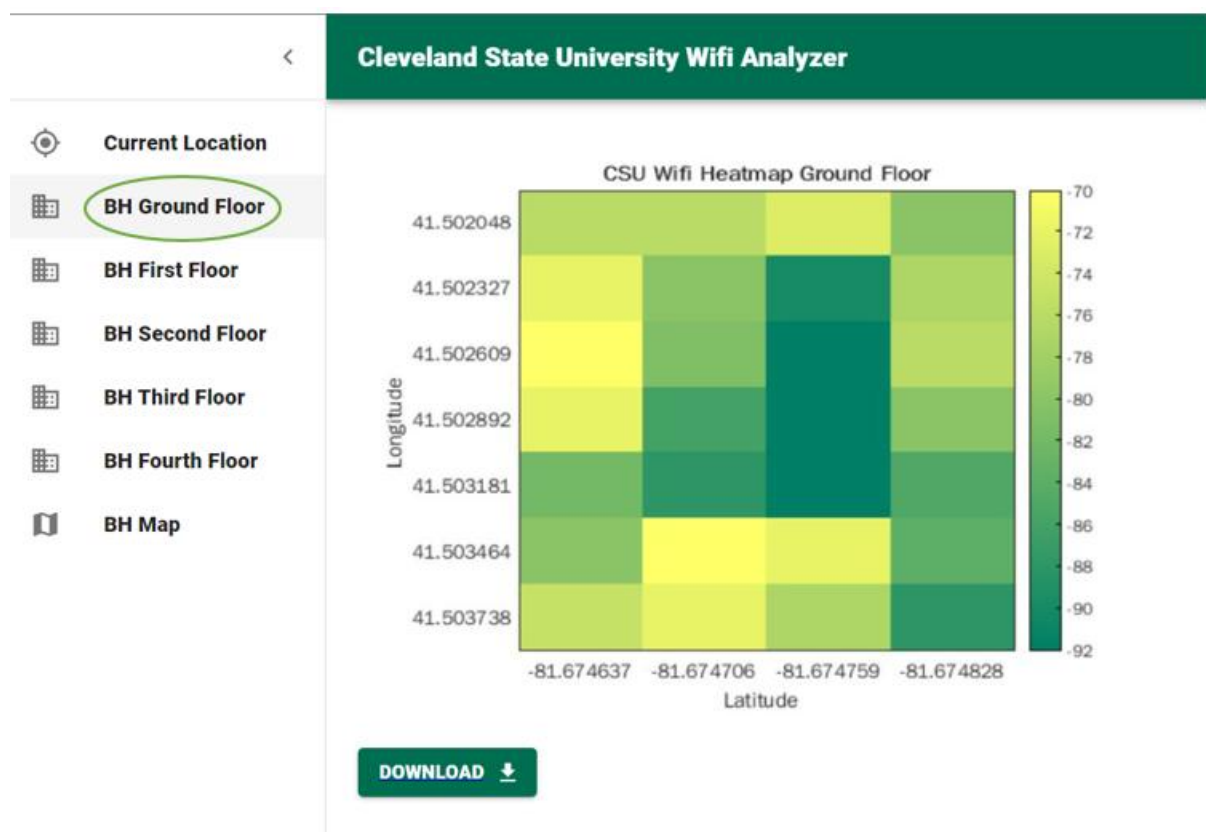 Cleveland State University Wifi Analyzer
Current Location
BH Ground Floor
BH First Floor
BH Second Floor
BH Third Floor
BH Fourth Floor
BH Map
CSU Wifi Heatmap Ground Floor
Longitude
41.502048
41.502327
41.502609
41.502892
41.503181
41.503464
41.503738
-81.674637 -81.674706 -81.674759 -81.674828
Latitude
-70
-72
-74
-76
-78
-80
-82
-84
-86
-88
-90
-92
DOWNLOAD